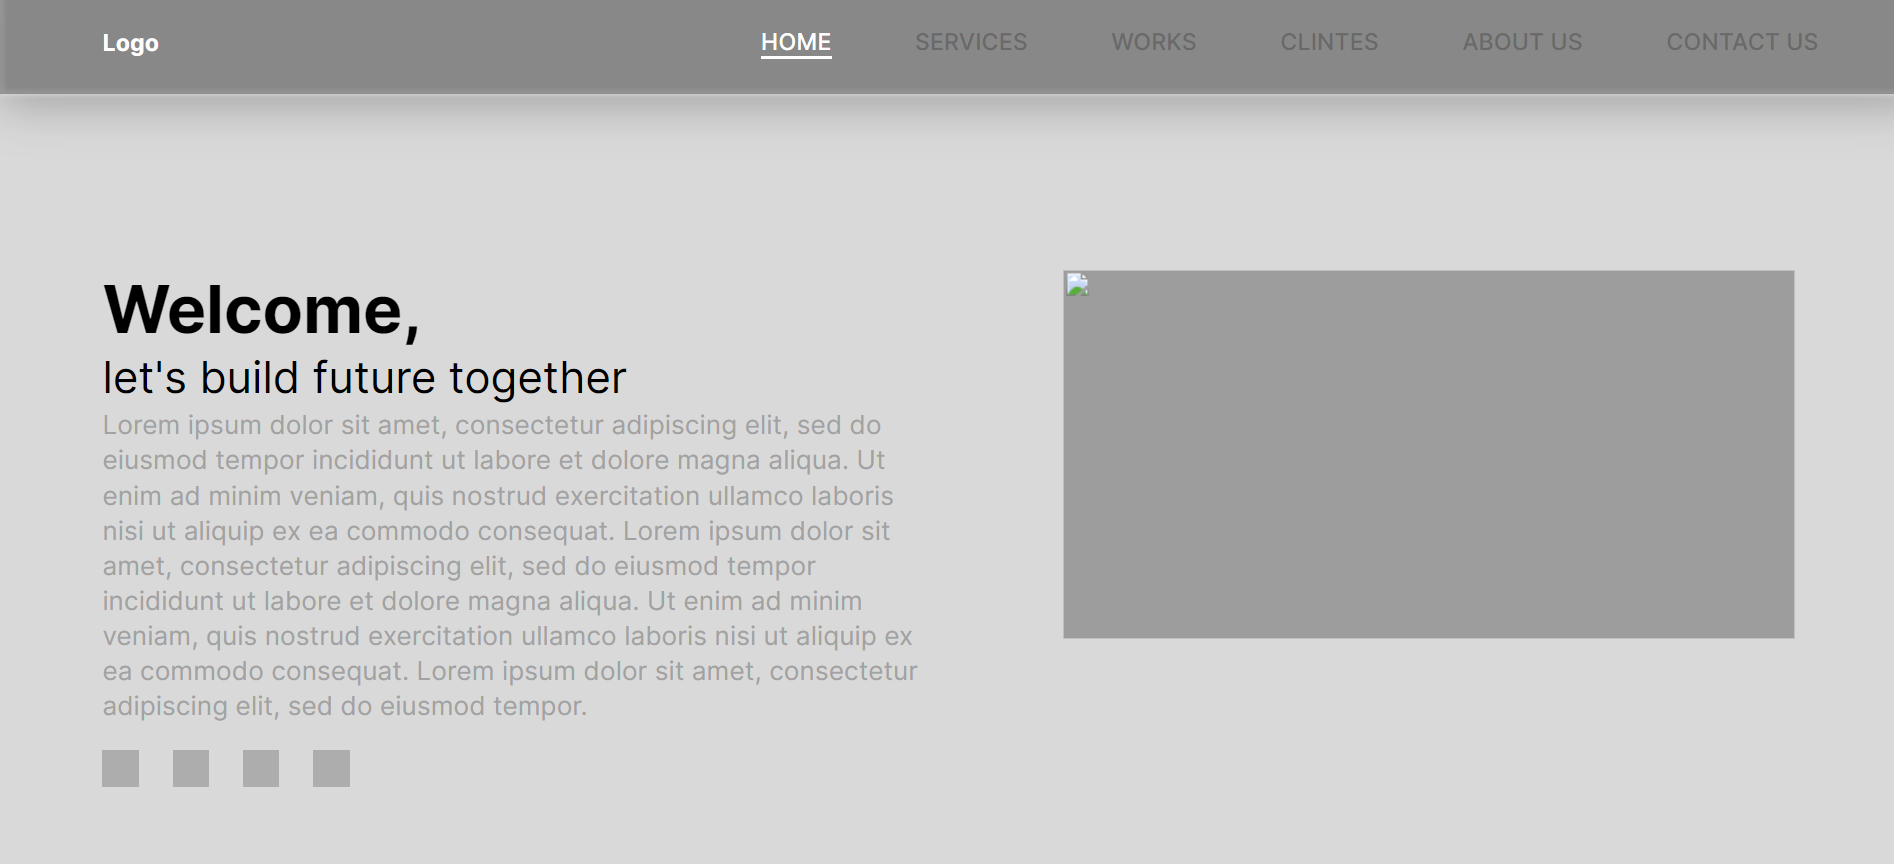 Logo
HOME
SERVICES
WORKS
CLINTES
ABOUT US
CONTACT US
Welcome,
let's build future together
Lorem ipsum dolor sit amet, consectetur adipiscing elit, sed do
eiusmod tempor incididunt ut labore et dolore magna aliqua. Ut
enim ad minim veniam, quis nostrud exercitation ullamco laboris
nisi ut aliquip ex ea commodo consequat. Lorem ipsum dolor sit
amet, consectetur adipiscing elit, sed do eiusmod tempor
incididunt ut labore et dolore magna aliqua. Ut enim ad minim
veniam, quis nostrud exercitation ullamco laboris nisi ut aliquip ex
ea commodo consequat. Lorem ipsum dolor sit amet, consectetur
adipiscing elit, sed do eiusmod tempor.